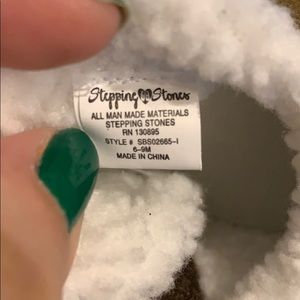 Stepping Stones
ALL MAN MADE MATERIALS
STEPPING STONES
RN 130895
STYLE # SBS02665-I
6-9M
MADE IN CHINA